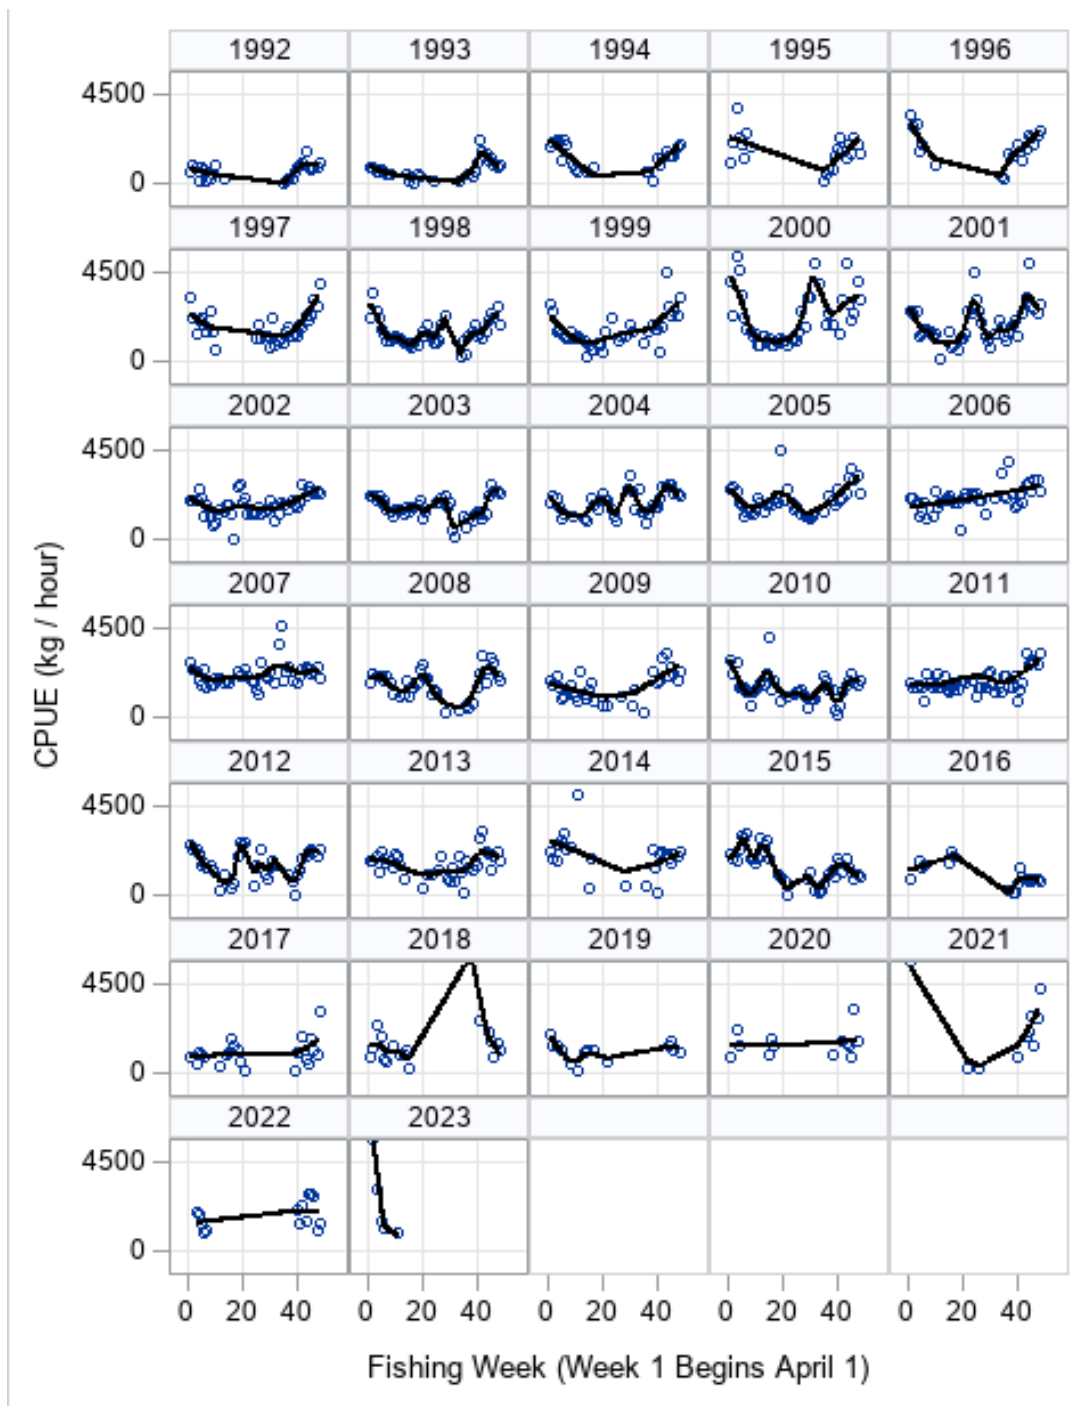 1992 1993 1994 1995 1996
4500
0
1997 1998 1999 2000 2001
4500
0
2002 2003 2004 2005 2006
4500
0
2007 2008 2009 2010 2011
4500
0
2012 2013 2014 2015 2016
4500
0
2017 2018 2019 2020 2021
4500
0
2022 2023
4500
0
CPUE (kg / hour)
0 20 40 0 20 40 0 20 40 0 20 40 0 20 40
Fishing Week (Week 1 Begins April 1)